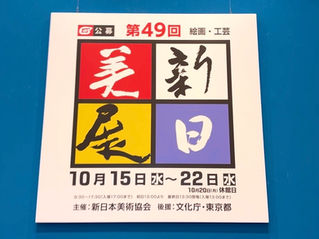 公募 第49回 絵画・工芸
美 新
展 日
10月15日水〜22日水
10月20日(月)休館日
主催:新日本美術協会 後援:文化庁・東京都